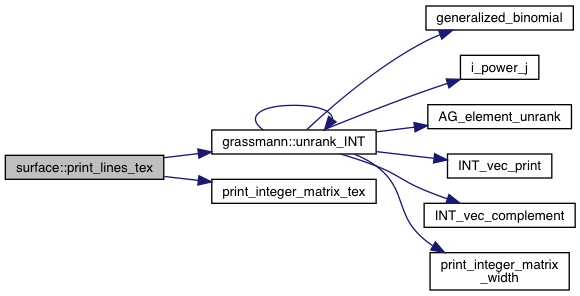 surface::print_lines_tex
grassmann::unrank_INT
print_integer_matrix_tex
generalized_binomial
i_power_j
AG_element_unrank
INT_vec_print
INT_vec_complement
print_integer_matrix
_width